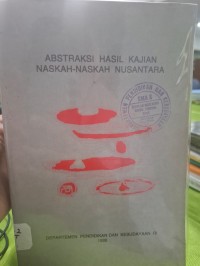 ABSTRAKSI HASIL KAJIAN
NASKAH-NASKAH NUSANTARA
DEPARTEMEN PENDIDIKAN DAN KEBUDAYAAN RI